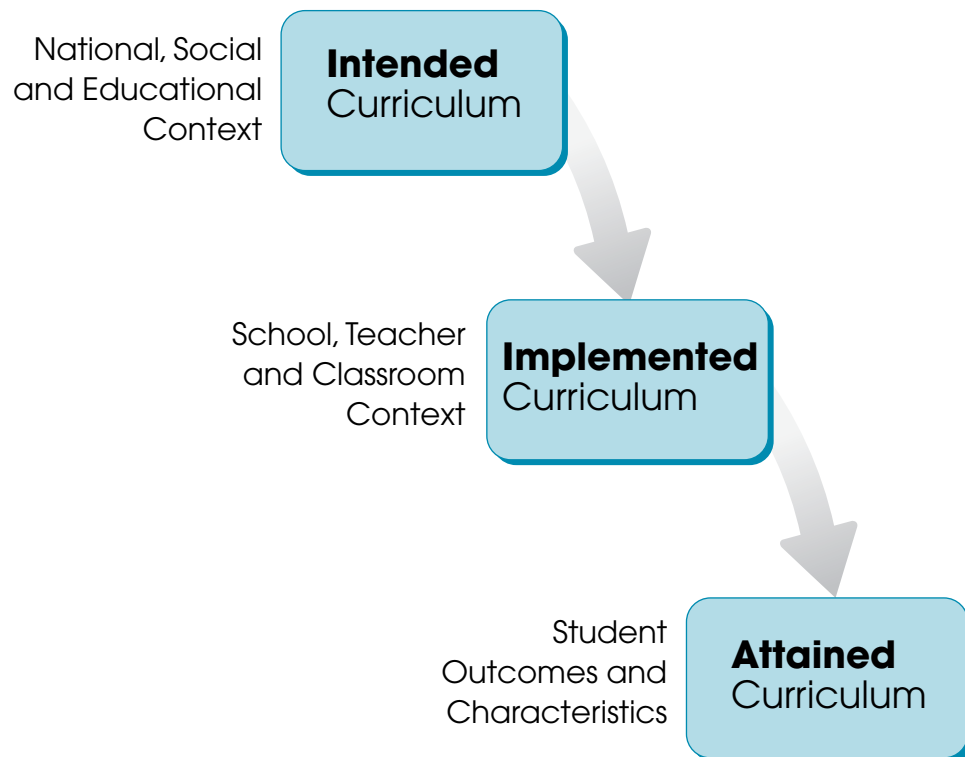 National, Social
and Educational
Context
Intended
Curriculum
School, Teacher
and Classroom
Context
Implemented
Curriculum
Student
Outcomes and
Characteristics
Attained
Curriculum